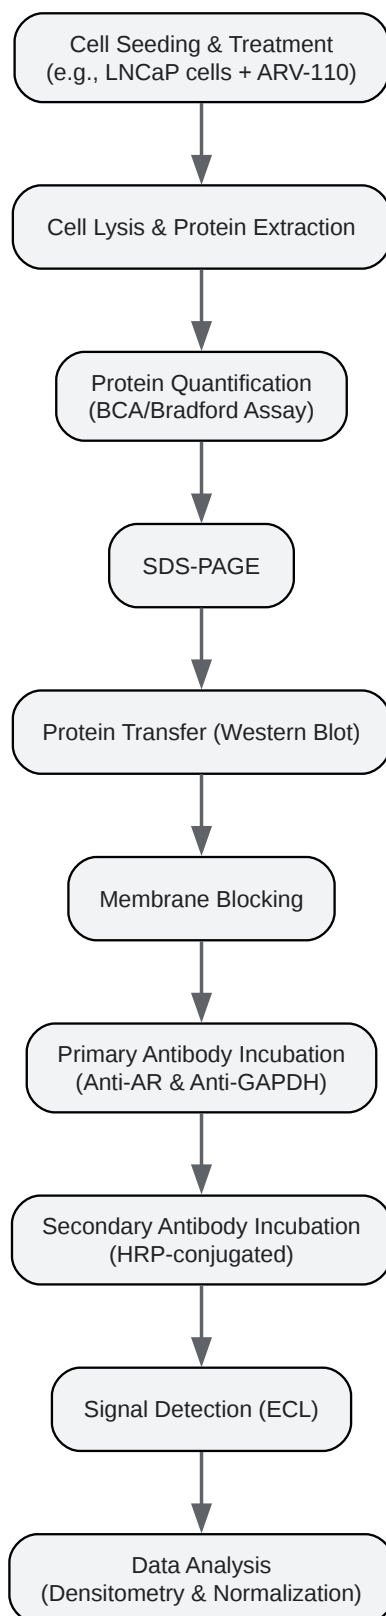 Cell Seeding & Treatment
(e.g., LNCaP cells + ARV-110)
Cell Lysis & Protein Extraction
Protein Quantification
(BCA/Bradford Assay)
SDS-PAGE
Protein Transfer (Western Blot)
Membrane Blocking
Primary Antibody Incubation
(Anti-AR & Anti-GAPDH)
Secondary Antibody Incubation
(HRP-conjugated)
Signal Detection (ECL)
Data Analysis
(Densitometry & Normalization)